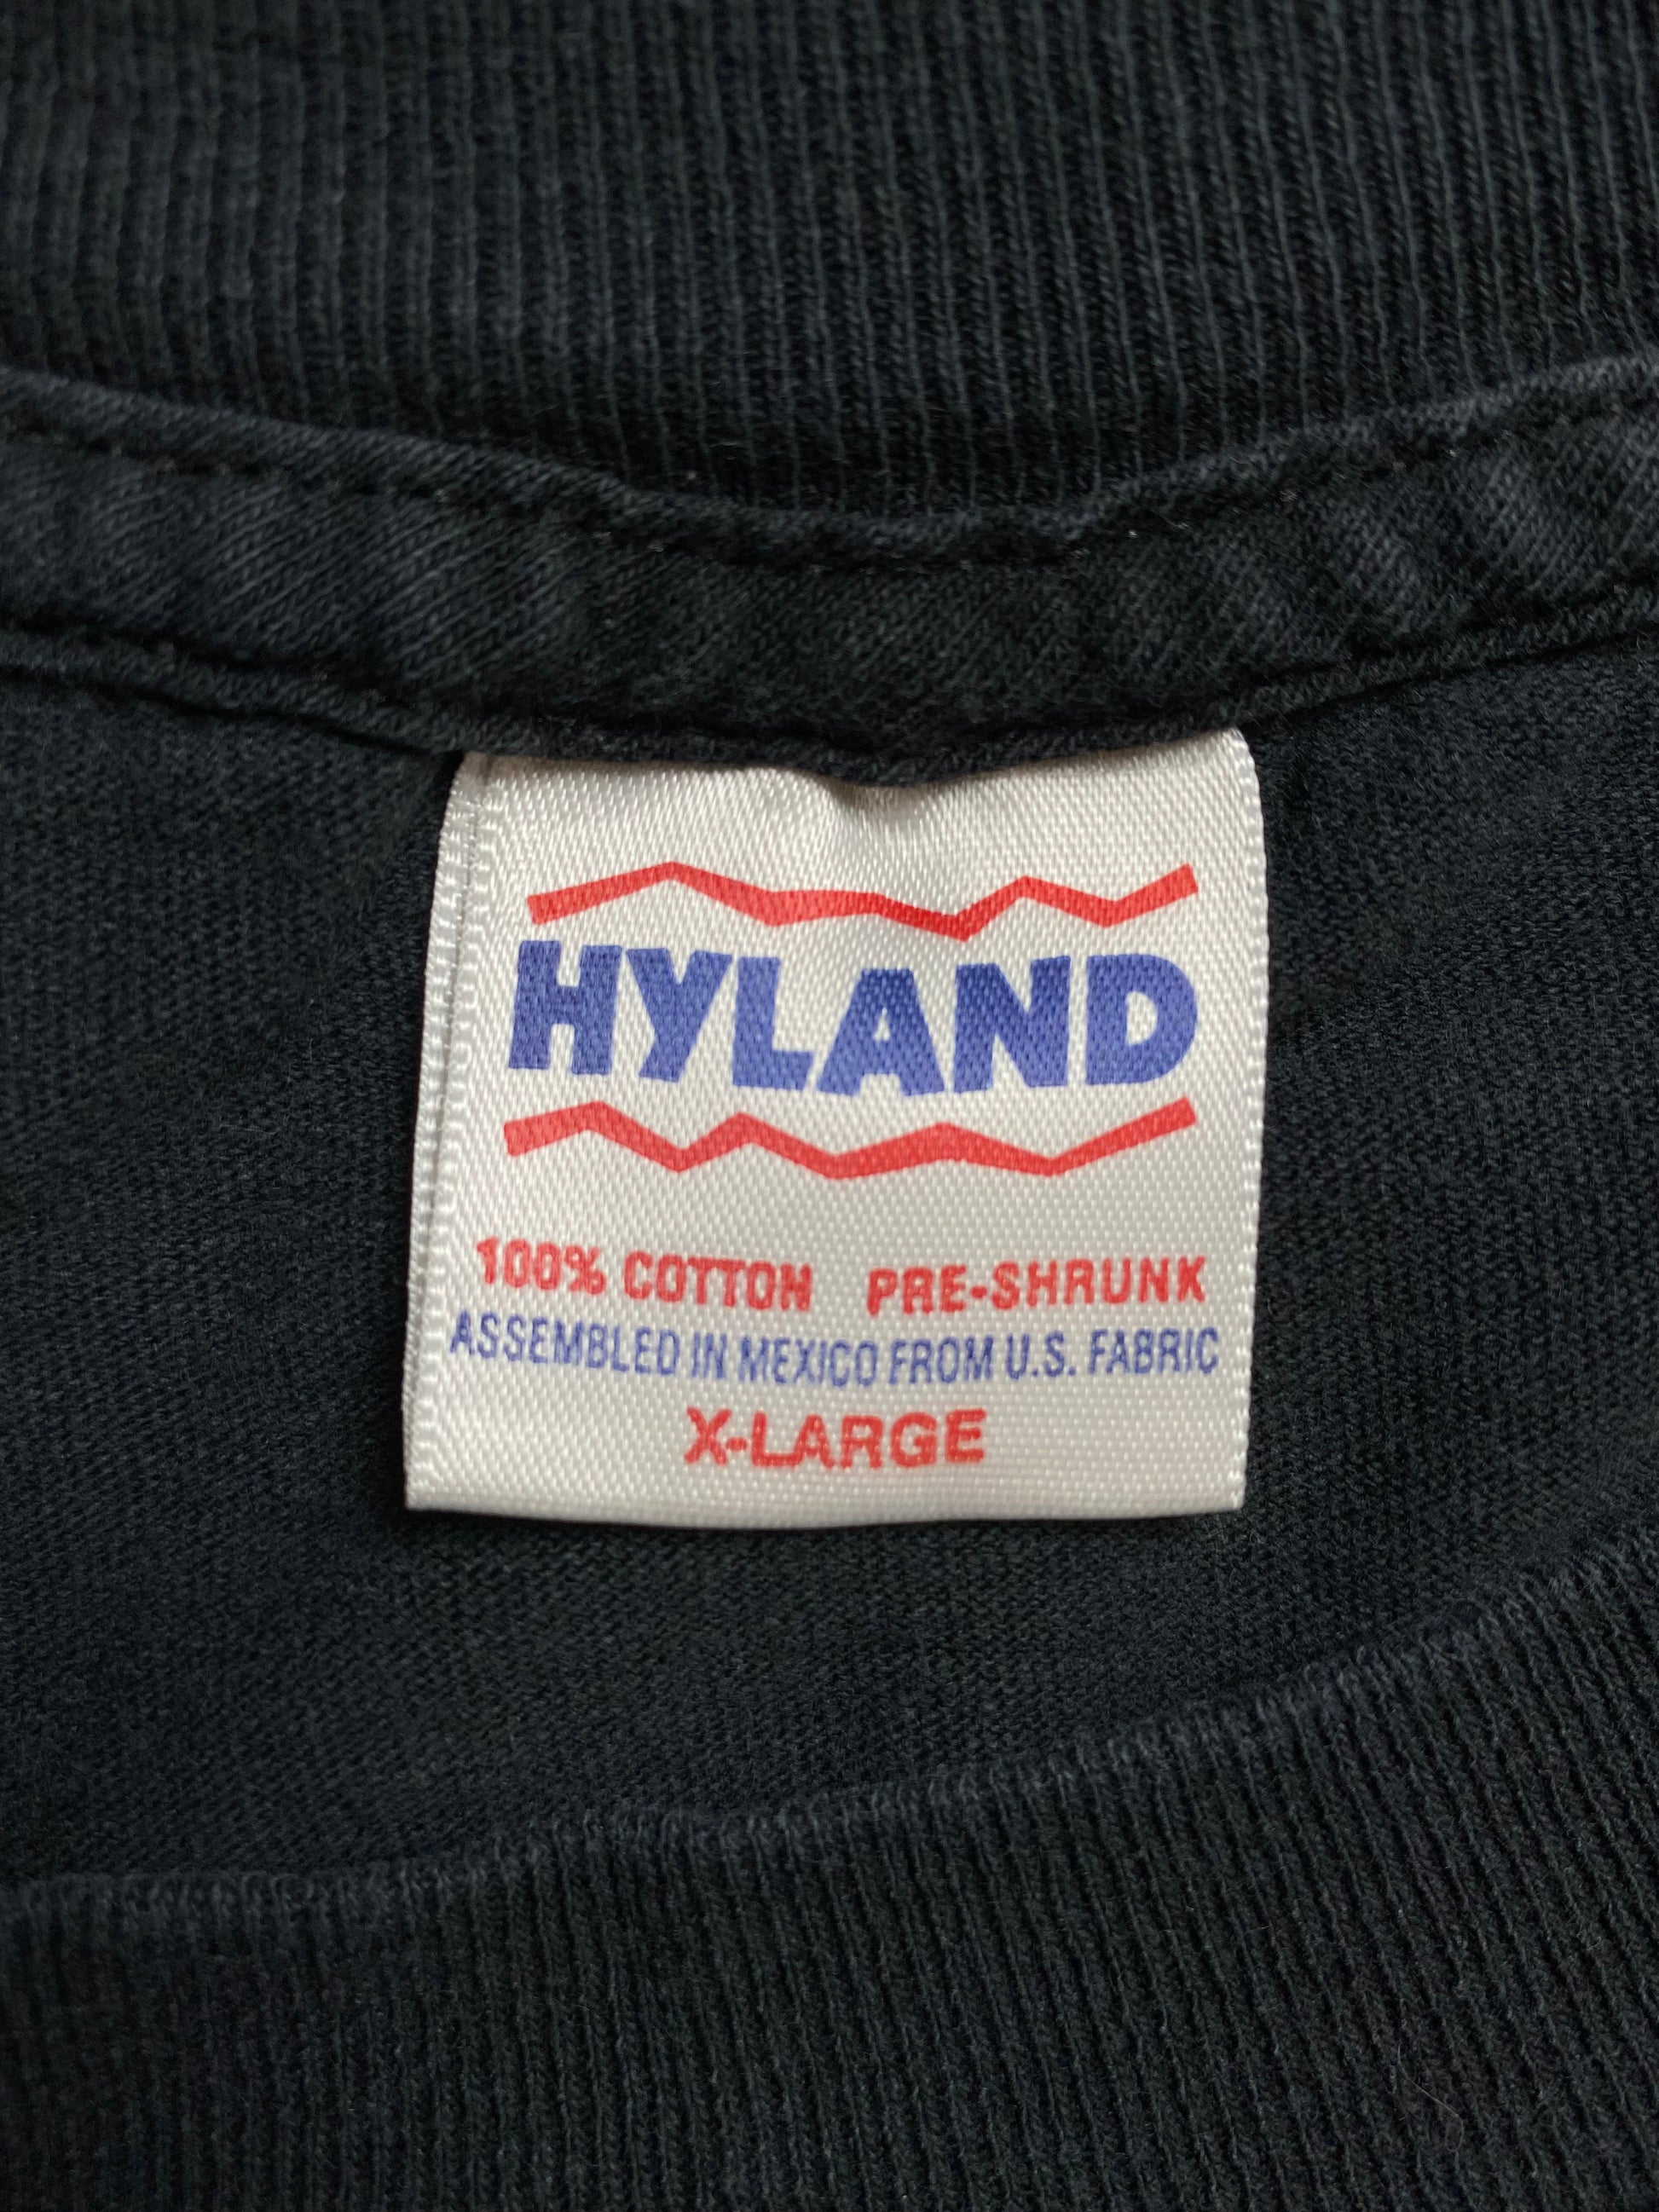 HYLAND
100% COTTON PRE-SHRUNK
ASSEMBLED IN MEXICO FROM U.S. FABRIC
X-LARGE